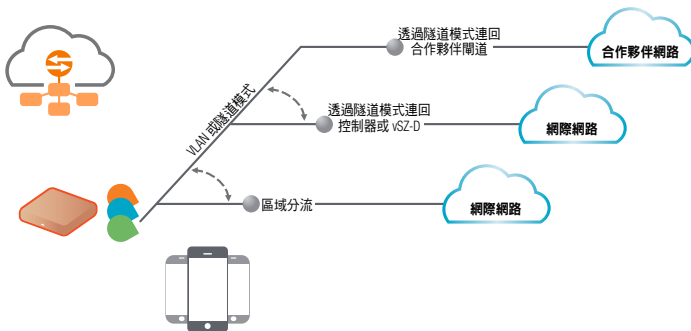 透過隧道模式連回
合作夥伴閘道
合作夥伴網路
VLAN 或隧道模式
透過隧道模式連回
控制器或 vSZ-D
網際網路
區域分流
網際網路